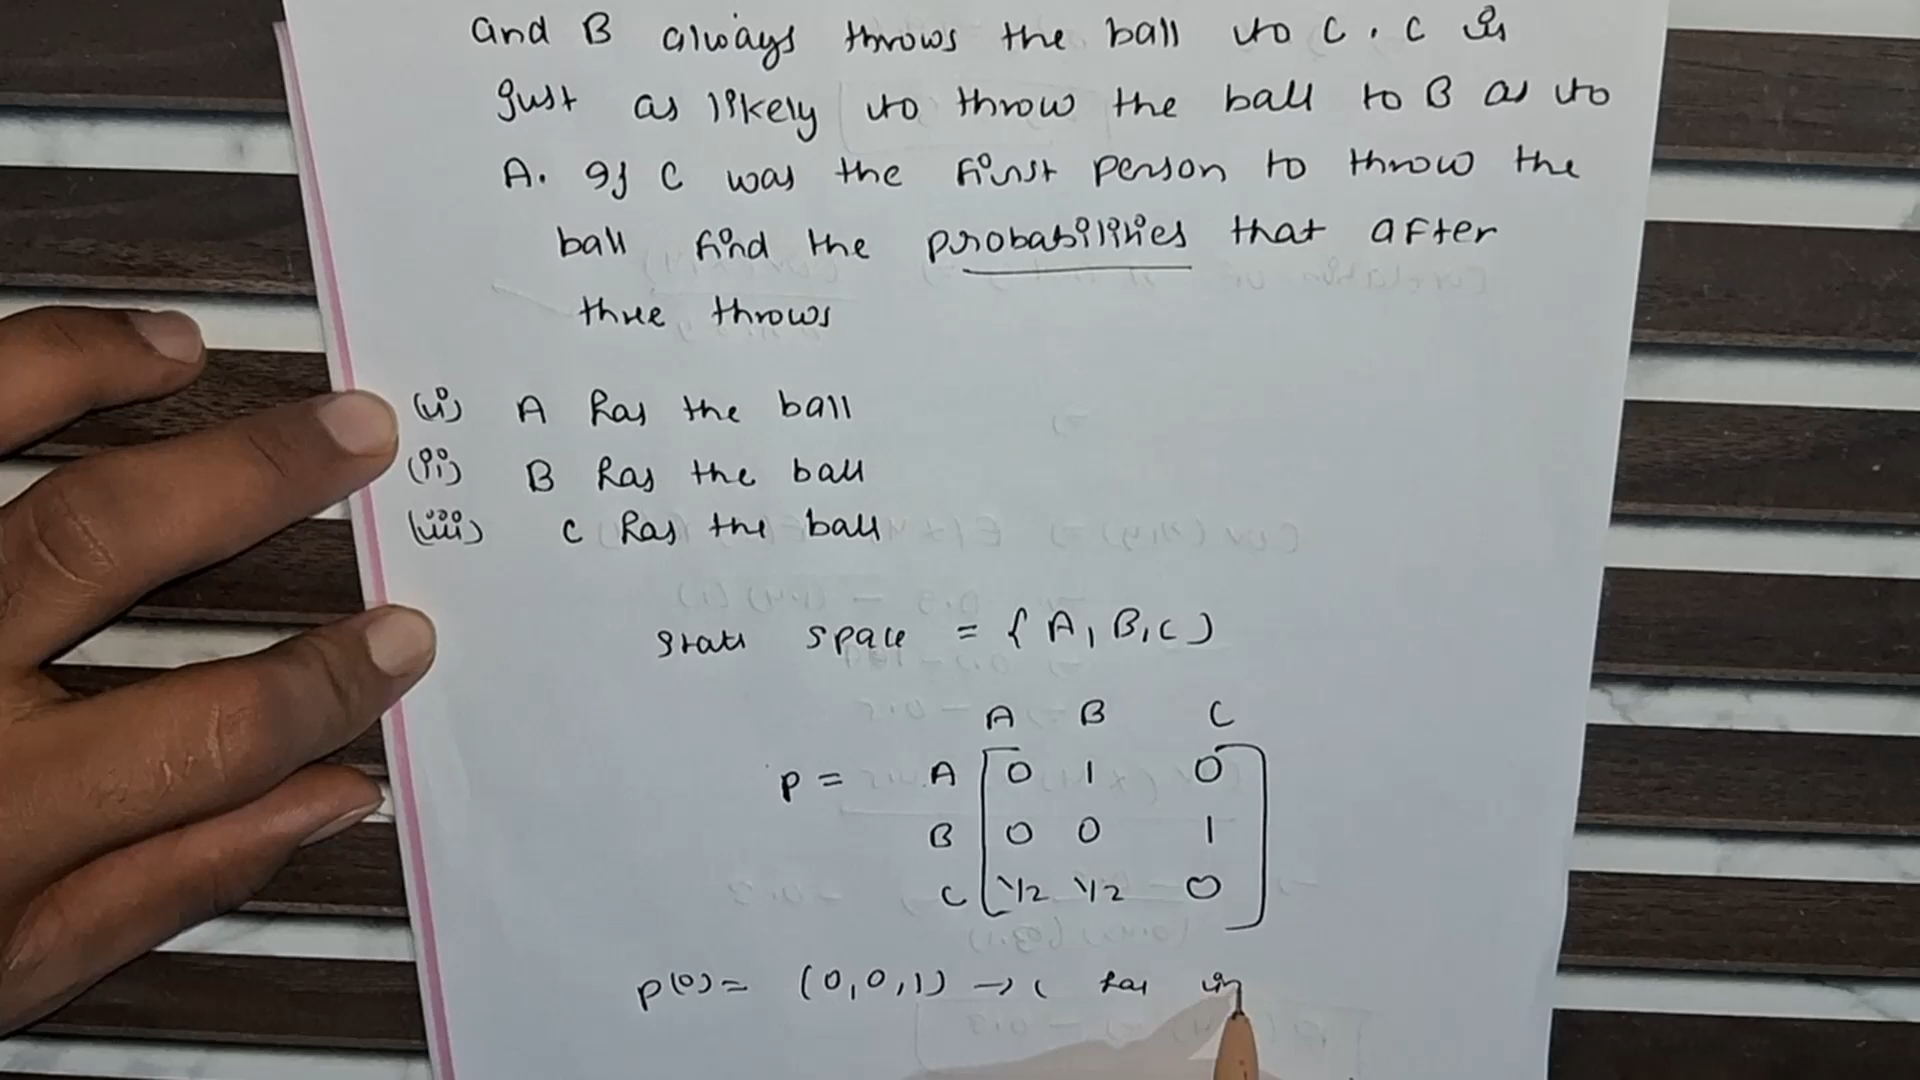 and B always throws the ball to C. C is
just as likely to throw the ball to B as to
A. If C was the first person to throw the
ball find the probabilities that after
three throws
(i) A has the ball
(ii) B has the ball
(iii) C has the ball
State space = {A, B, C}
A B C
P = A 0 1 0
B 0 0 1
C 1/2 1/2 0
p(0) = (0,0,1) → C has